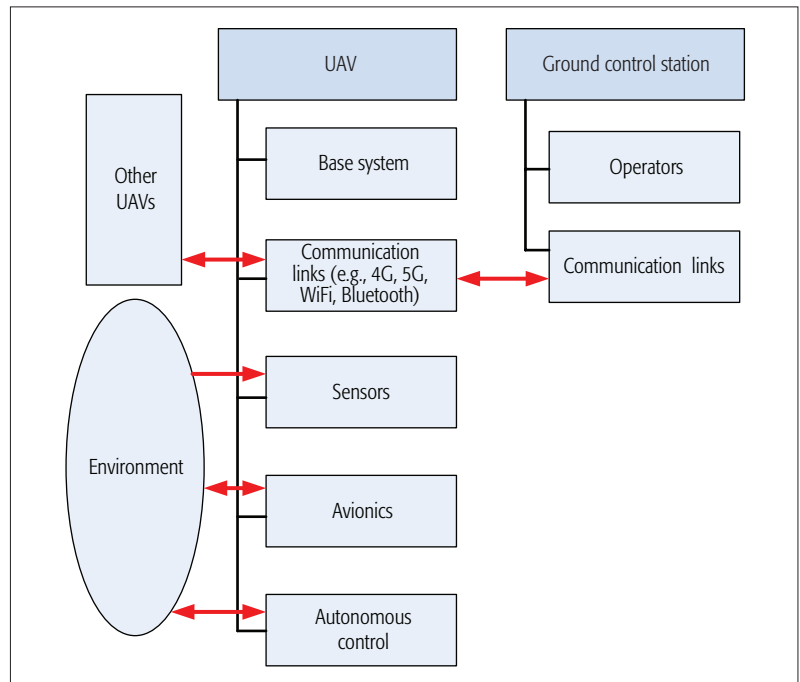 UAV
Ground control station
Other
UAVs
Base system
Operators
Communication
links (e.g., 4G, 5G,
WiFi, Bluetooth)
Communication links
Sensors
Environment
Avionics
Autonomous
control